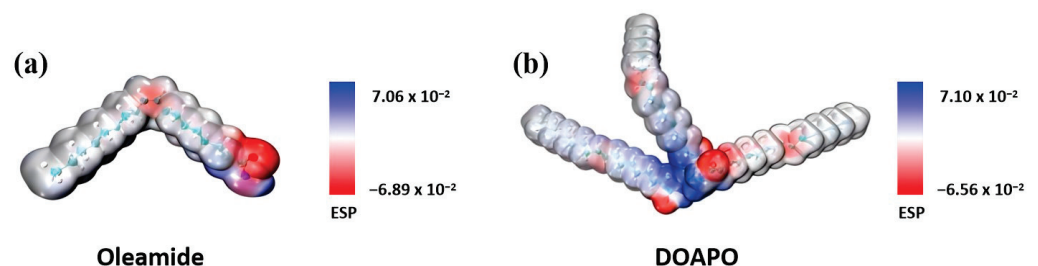 (a)
7.06 x 10⁻²
−6.89 x 10⁻²
ESP
Oleamide
(b)
7.10 x 10⁻²
−6.56 x 10⁻²
ESP
DOAPO